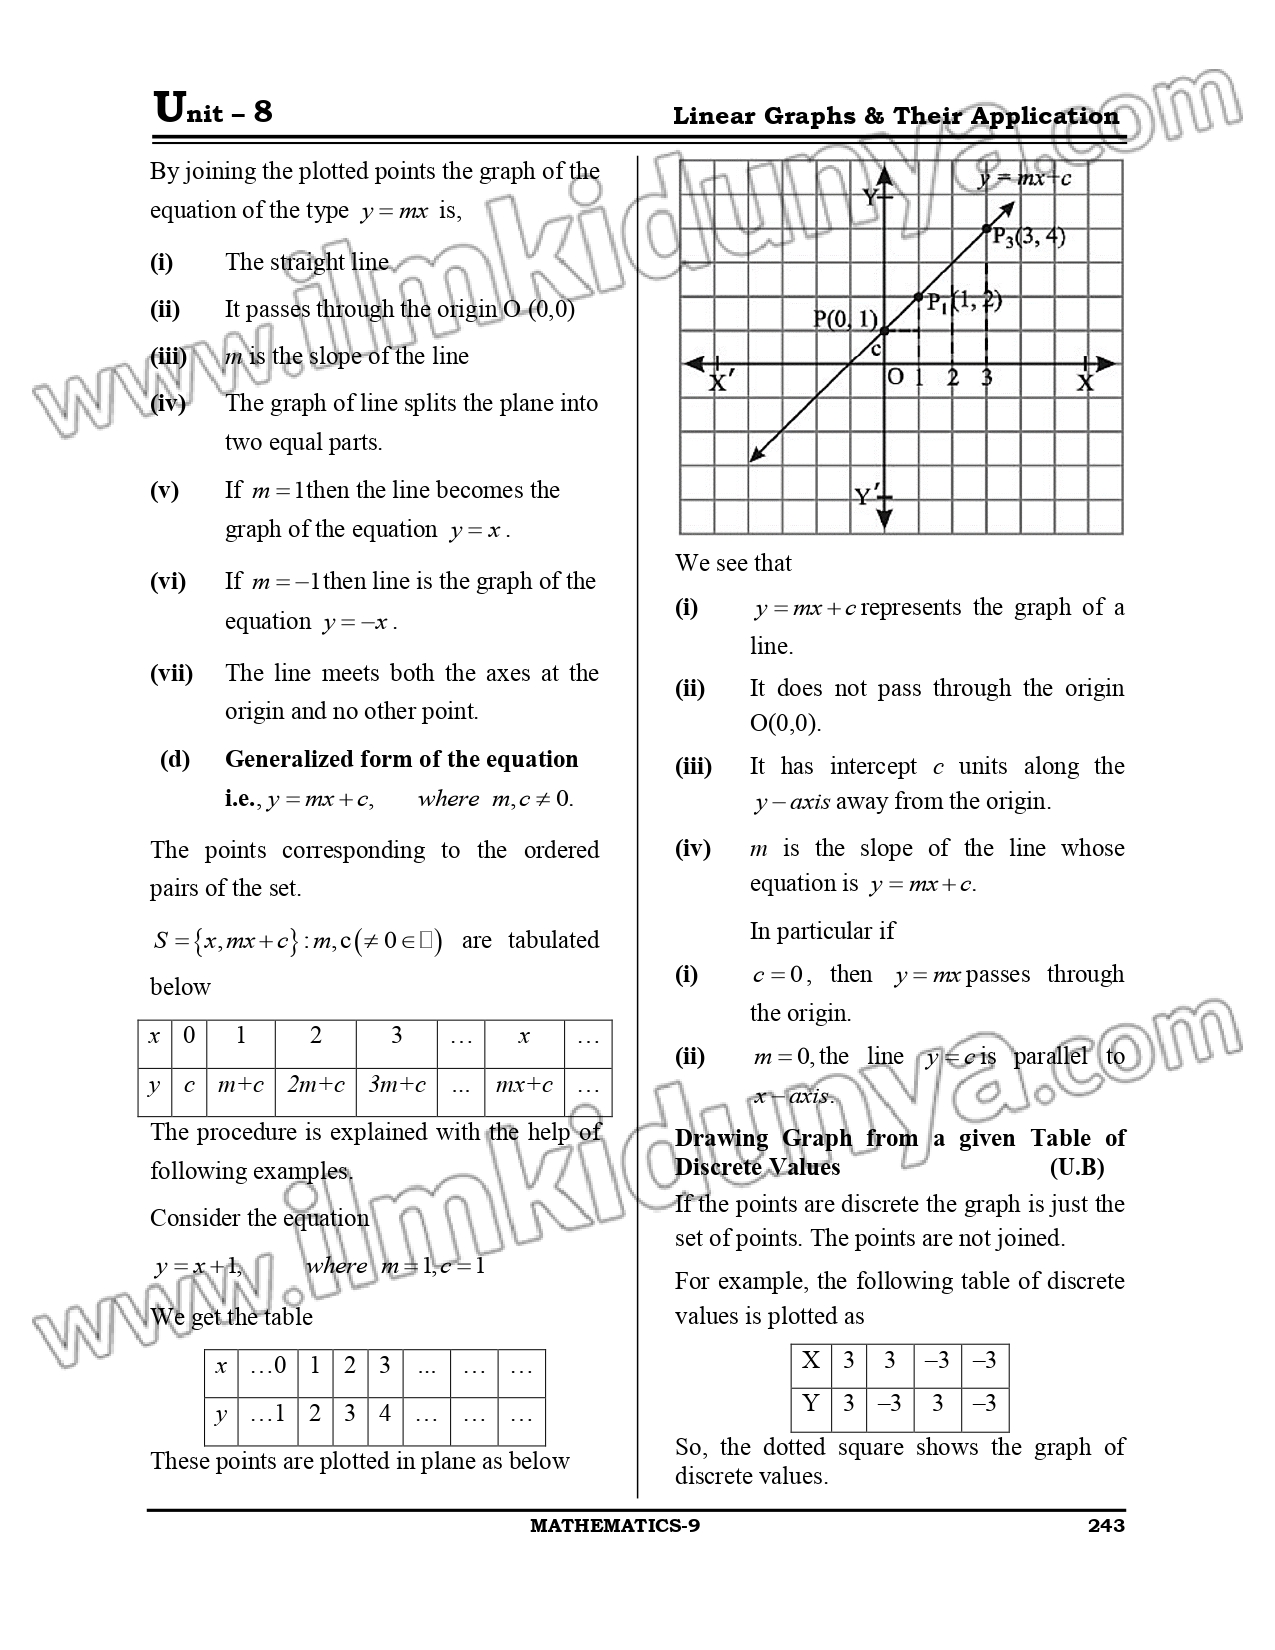 Unit – 8
Linear Graphs & Their Application
By joining the plotted points the graph of the
equation of the type y = mx is,
(i) The straight line
(ii) It passes through the origin O (0,0)
(iii) m is the slope of the line
(iv) The graph of line splits the plane into
two equal parts.
(v) If m = 1 then the line becomes the
graph of the equation y = x .
(vi) If m = −1 then line is the graph of the
equation y = −x .
(vii) The line meets both the axes at the
origin and no other point.
(d) Generalized form of the equation
i.e., y = mx + c, where m, c ≠ 0.
The points corresponding to the ordered
pairs of the set.
S = {x, mx + c} : m, c (≠ 0 ∈ □) are tabulated
below
x 0 1 2 3 … x …
y c m+c 2m+c 3m+c ... mx+c …
The procedure is explained with the help of
following examples.
Consider the equation
y = x + 1, where m = 1, c = 1
We get the table
x …0 1 2 3 ... … …
y …1 2 3 4 … … …
These points are plotted in plane as below
y = mx+c
Y
P3(3, 4)
P1(1, 2)
P(0, 1)
c
O 1 2 3
X′ X
Y′
We see that
(i) y = mx + c represents the graph of a
line.
(ii) It does not pass through the origin
O(0,0).
(iii) It has intercept c units along the
y − axis away from the origin.
(iv) m is the slope of the line whose
equation is y = mx + c.
In particular if
(i) c = 0, then y = mx passes through
the origin.
(ii) m = 0, the line y = c is parallel to
x − axis.
Drawing Graph from a given Table of
Discrete Values (U.B)
If the points are discrete the graph is just the
set of points. The points are not joined.
For example, the following table of discrete
values is plotted as
X 3 3 –3 –3
Y 3 –3 3 –3
So, the dotted square shows the graph of
discrete values.
MATHEMATICS-9
243
www.ilmkidunya.com
www.ilmkidunya.com